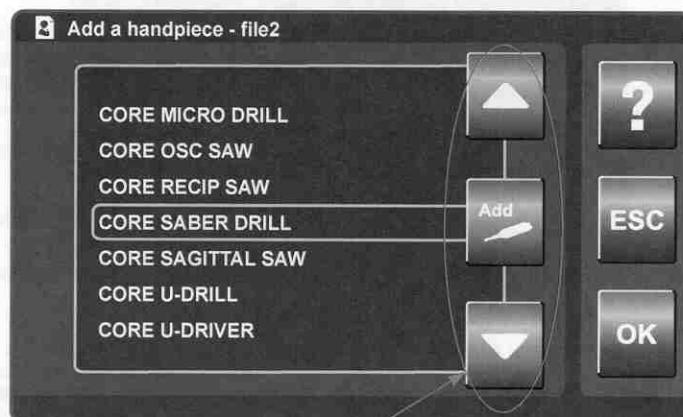 Add a handpiece - file2
CORE MICRO DRILL
CORE OSC SAW
CORE RECIP SAW
CORE SABER DRILL
CORE SAGITTAL SAW
CORE U-DRILL
CORE U-DRIVER
Add
?
ESC
OK